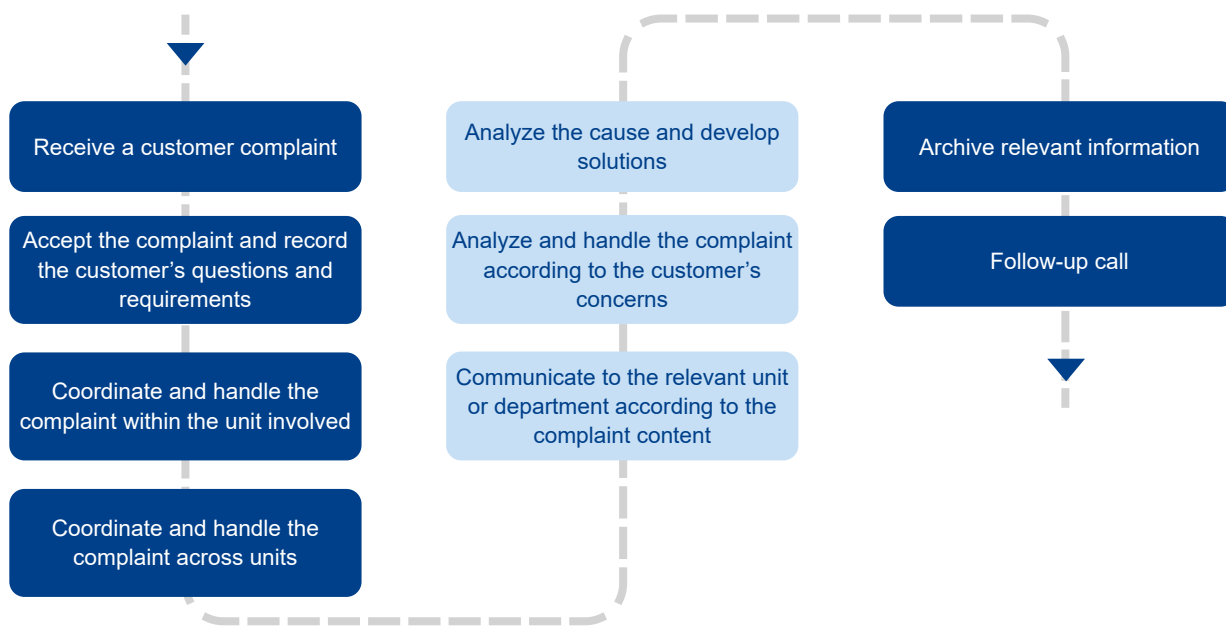 Receive a customer complaint
Accept the complaint and record
the customer’s questions and
requirements
Coordinate and handle the
complaint within the unit involved
Coordinate and handle the
complaint across units
Analyze the cause and develop
solutions
Analyze and handle the complaint
according to the customer’s
concerns
Communicate to the relevant unit
or department according to the
complaint content
Archive relevant information
Follow-up call